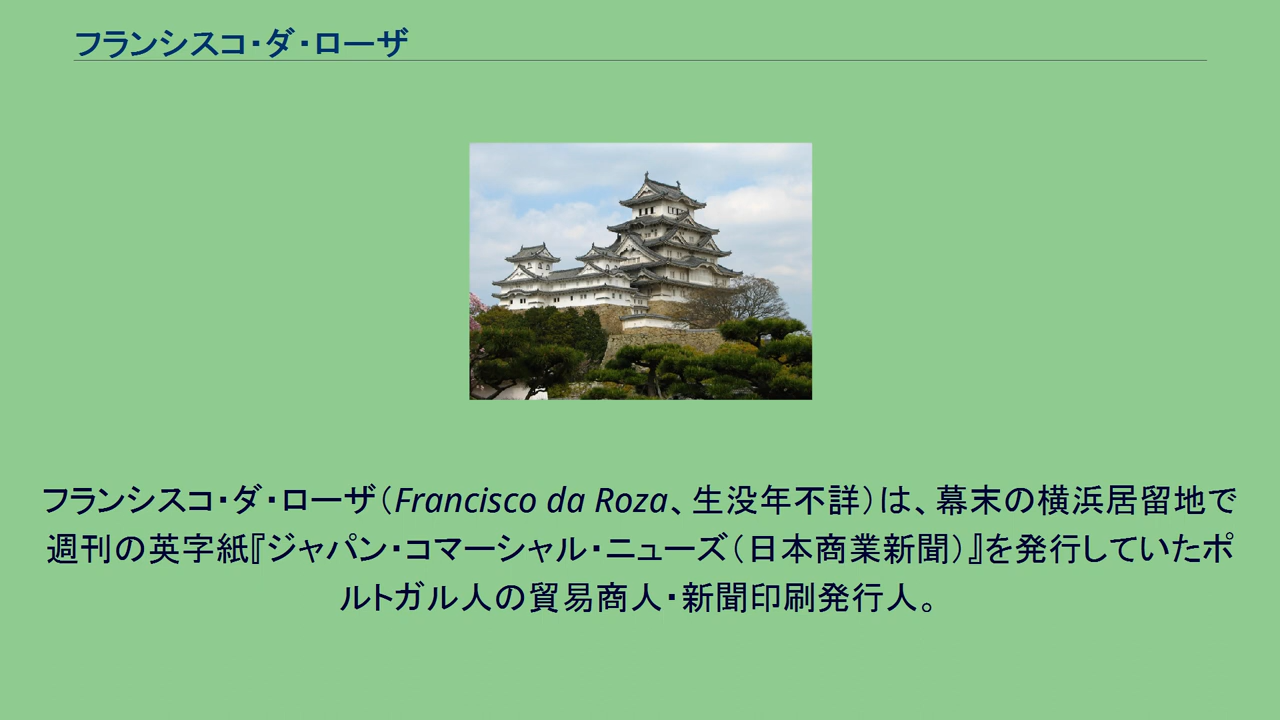 フランシスコ・ダ・ローザ
フランシスコ・ダ・ローザ（Francisco da Roza、生没年不詳）は、幕末の横浜居留地で
週刊の英字紙『ジャパン・コマーシャル・ニューズ（日本商業新聞）』を発行していたポ
ルトガル人の貿易商人・新聞印刷発行人。